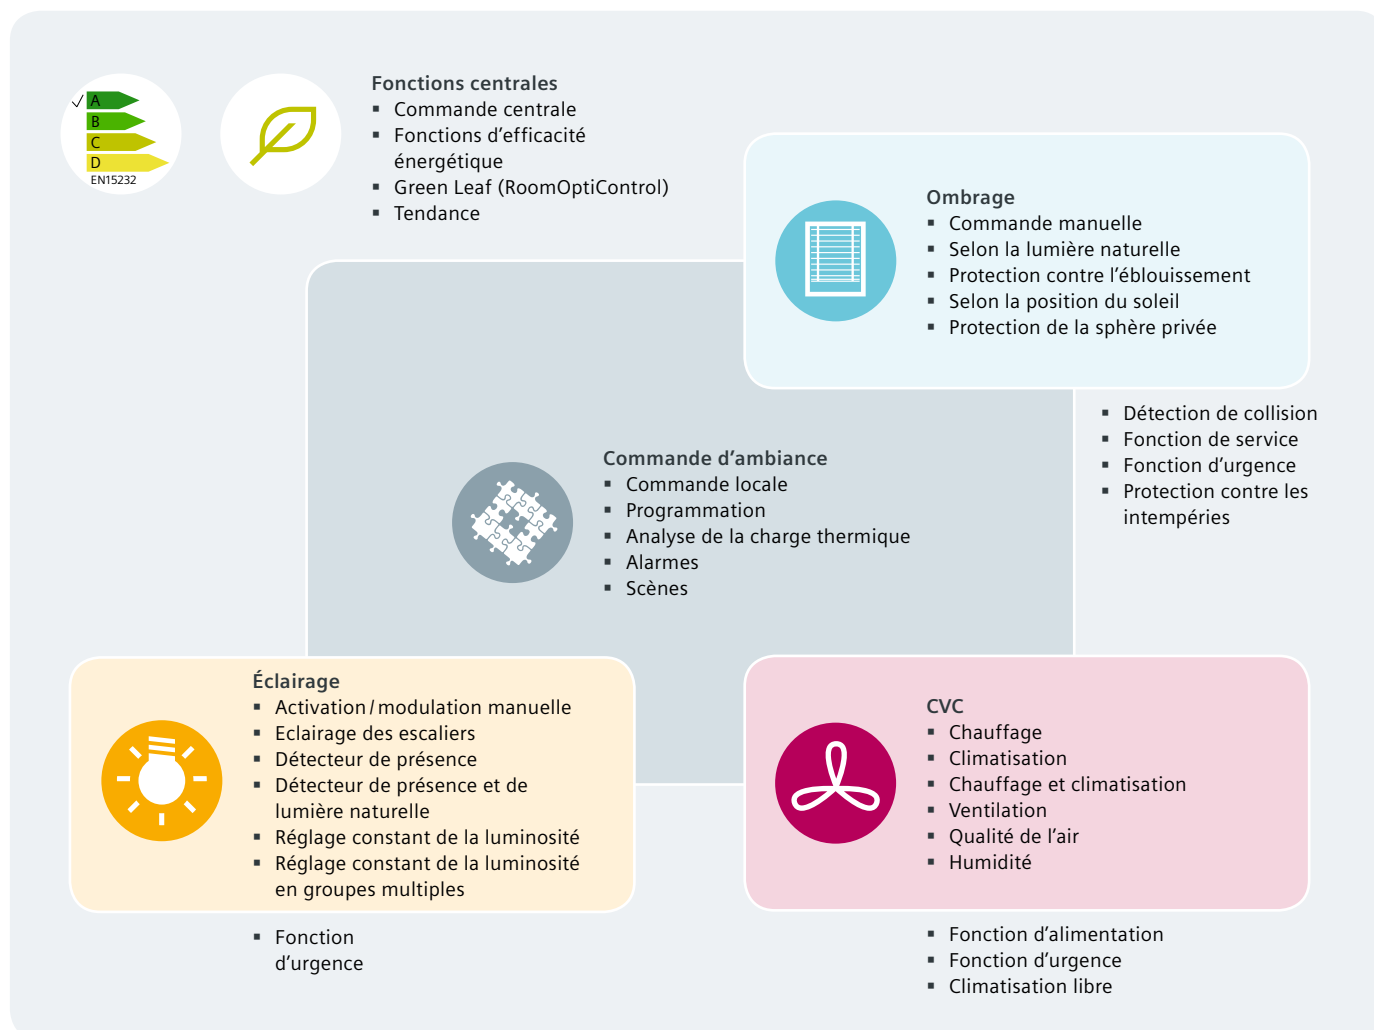 A
B
C
D
EN15232
Fonctions centrales
▪ Commande centrale
▪ Fonctions d’efficacité
énergétique
▪ Green Leaf (RoomOptiControl)
▪ Tendance
Ombrage
▪ Commande manuelle
▪ Selon la lumière naturelle
▪ Protection contre l’éblouissement
▪ Selon la position du soleil
▪ Protection de la sphère privée
▪ Détection de collision
▪ Fonction de service
▪ Fonction d’urgence
▪ Protection contre les
intempéries
Commande d’ambiance
▪ Commande locale
▪ Programmation
▪ Analyse de la charge thermique
▪ Alarmes
▪ Scènes
Éclairage
▪ Activation / modulation manuelle
▪ Eclairage des escaliers
▪ Détecteur de présence
▪ Détecteur de présence et de
lumière naturelle
▪ Réglage constant de la luminosité
▪ Réglage constant de la luminosité
en groupes multiples
▪ Fonction
d’urgence
CVC
▪ Chauffage
▪ Climatisation
▪ Chauffage et climatisation
▪ Ventilation
▪ Qualité de l’air
▪ Humidité
▪ Fonction d’alimentation
▪ Fonction d’urgence
▪ Climatisation libre